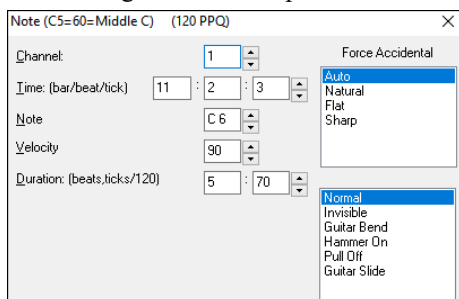 Note (C5=60=Middle C) (120 PPQ)
Channel: 1
Time: (bar/beat/tick) 11 : 2 : 3
Note C 6
Velocity 90
Duration: (beats,ticks/120) 5 : 70
Force Accidental
Auto
Natural
Flat
Sharp
Normal
Invisible
Guitar Bend
Hammer On
Pull Off
Guitar Slide